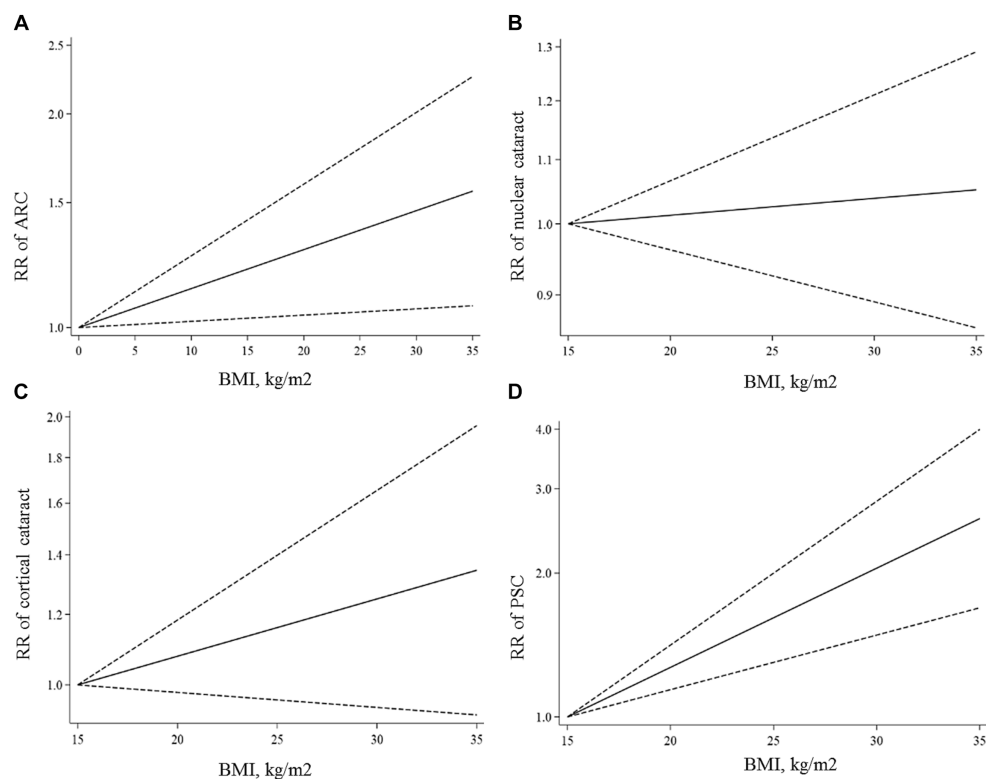 A
2.5
2.0
1.5
1.0
RR of ARC
0 5 10 15 20 25 30 35
BMI, kg/m2
B
1.3
1.2
1.1
1.0
0.9
RR of nuclear cataract
15 20 25 30 35
BMI, kg/m2
C
2.0
1.8
1.6
1.4
1.2
1.0
RR of cortical cataract
15 20 25 30 35
BMI, kg/m2
D
4.0
3.0
2.0
1.0
RR of PSC
15 20 25 30 35
BMI, kg/m2